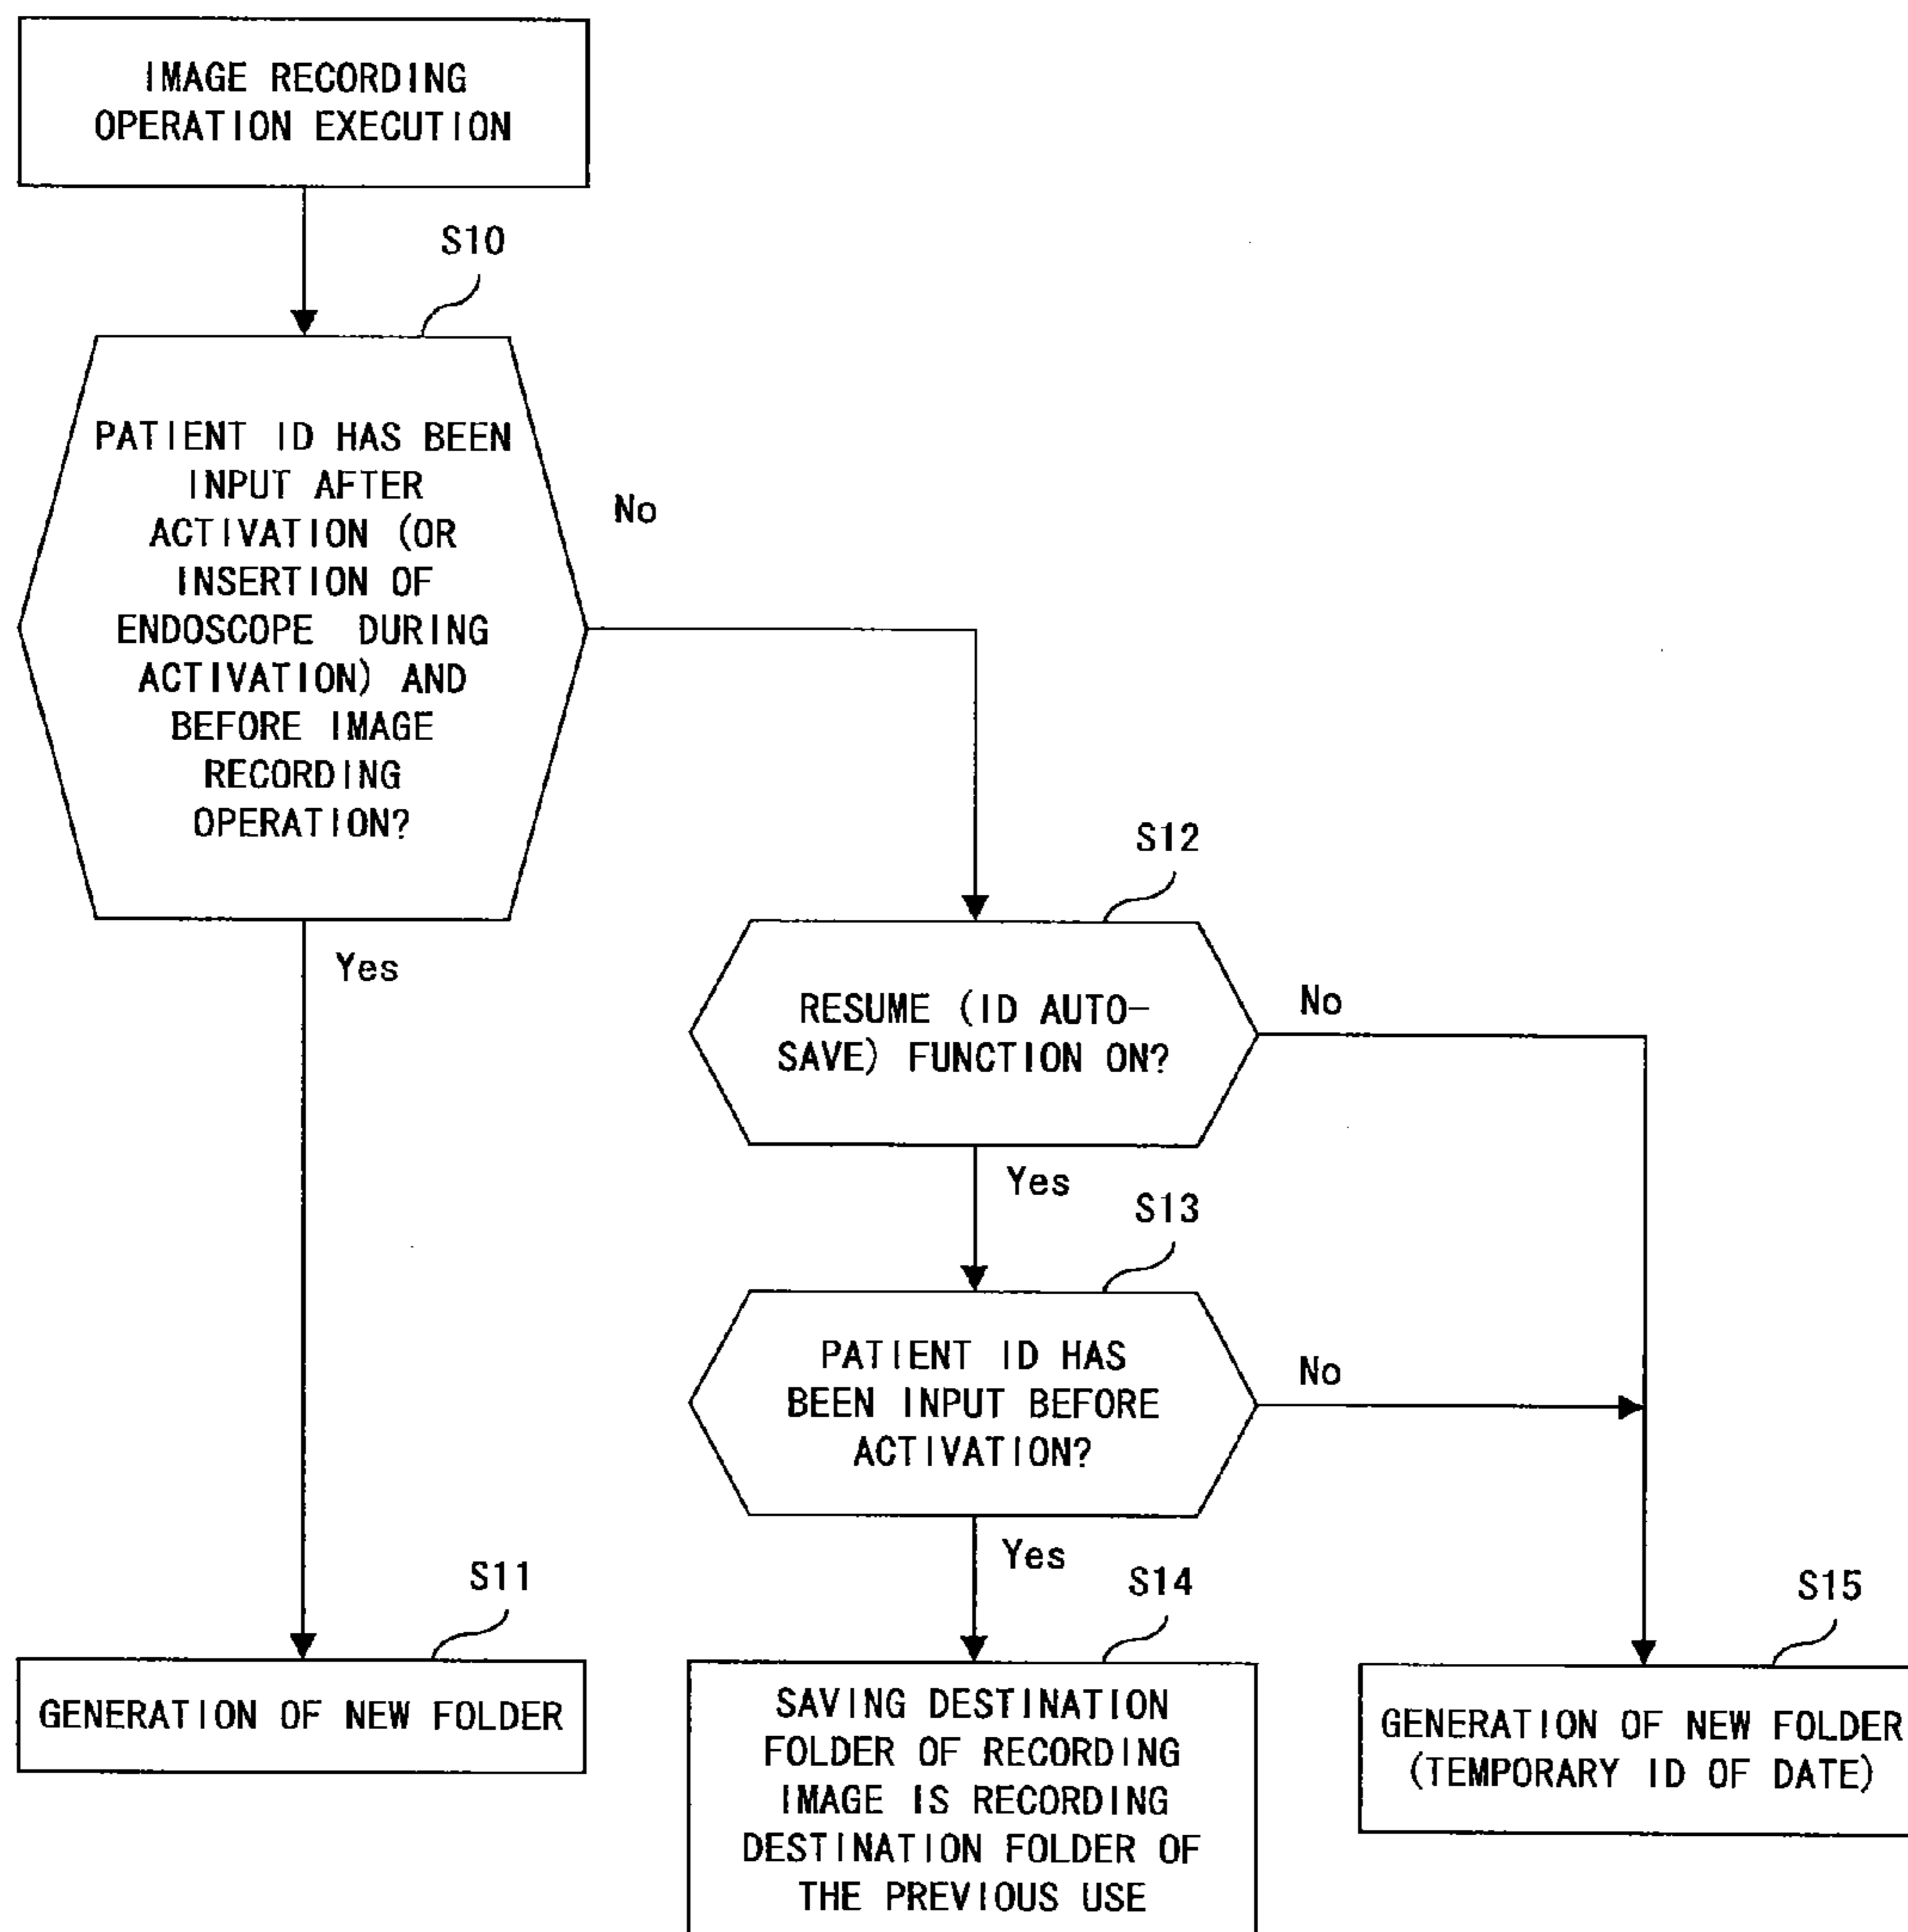 IMAGE RECORDING
OPERATION EXECUTION
S10
PATIENT ID HAS BEEN
INPUT AFTER
ACTIVATION (OR
INSERTION OF
ENDOSCOPE DURING
ACTIVATION) AND
BEFORE IMAGE
RECORDING
OPERATION?
No
Yes
S12
RESUME (ID AUTO-
SAVE) FUNCTION ON?
No
Yes
S13
PATIENT ID HAS
BEEN INPUT BEFORE
ACTIVATION?
No
Yes
S11
GENERATION OF NEW FOLDER
S14
SAVING DESTINATION
FOLDER OF RECORDING
IMAGE IS RECORDING
DESTINATION FOLDER OF
THE PREVIOUS USE
S15
GENERATION OF NEW FOLDER
(TEMPORARY ID OF DATE)